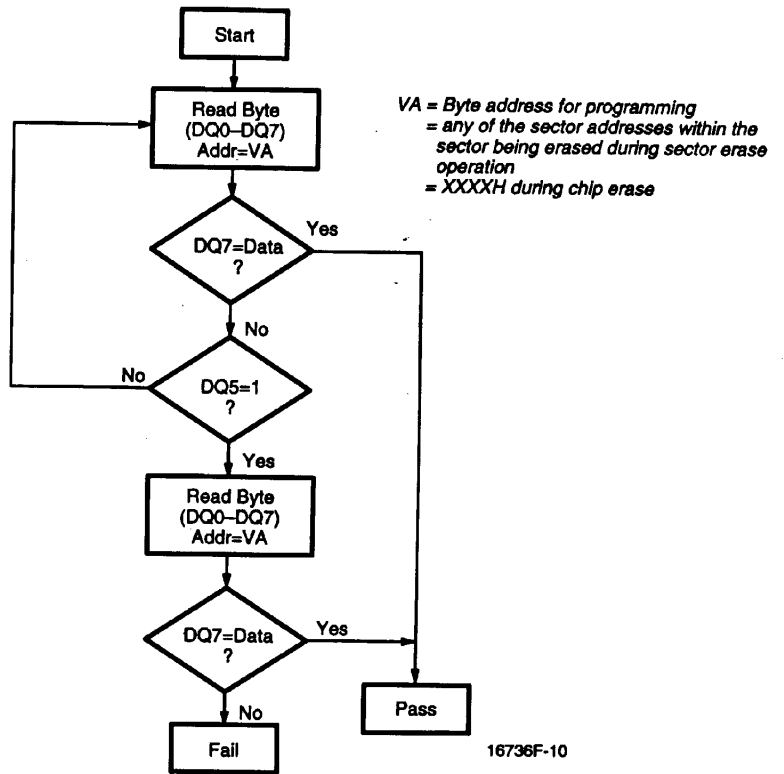 Start
Read Byte
(DQ0–DQ7)
Addr=VA
VA = Byte address for programming
= any of the sector addresses within the
sector being erased during sector erase
operation
= XXXXH during chip erase
Yes
DQ7=Data
?
No
No
DQ5=1
?
Yes
Read Byte
(DQ0–DQ7)
Addr=VA
DQ7=Data
?
Yes
No
Pass
Fail
16736F-10